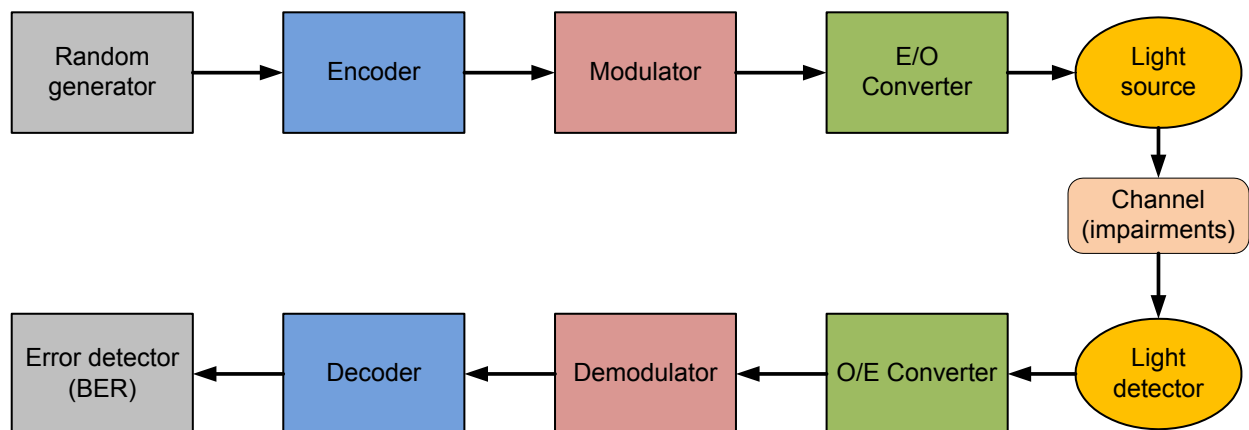 Random
generator
Encoder
Modulator
E/O
Converter
Light
source
Channel
(impairments)
Error detector
(BER)
Decoder
Demodulator
O/E Converter
Light
detector